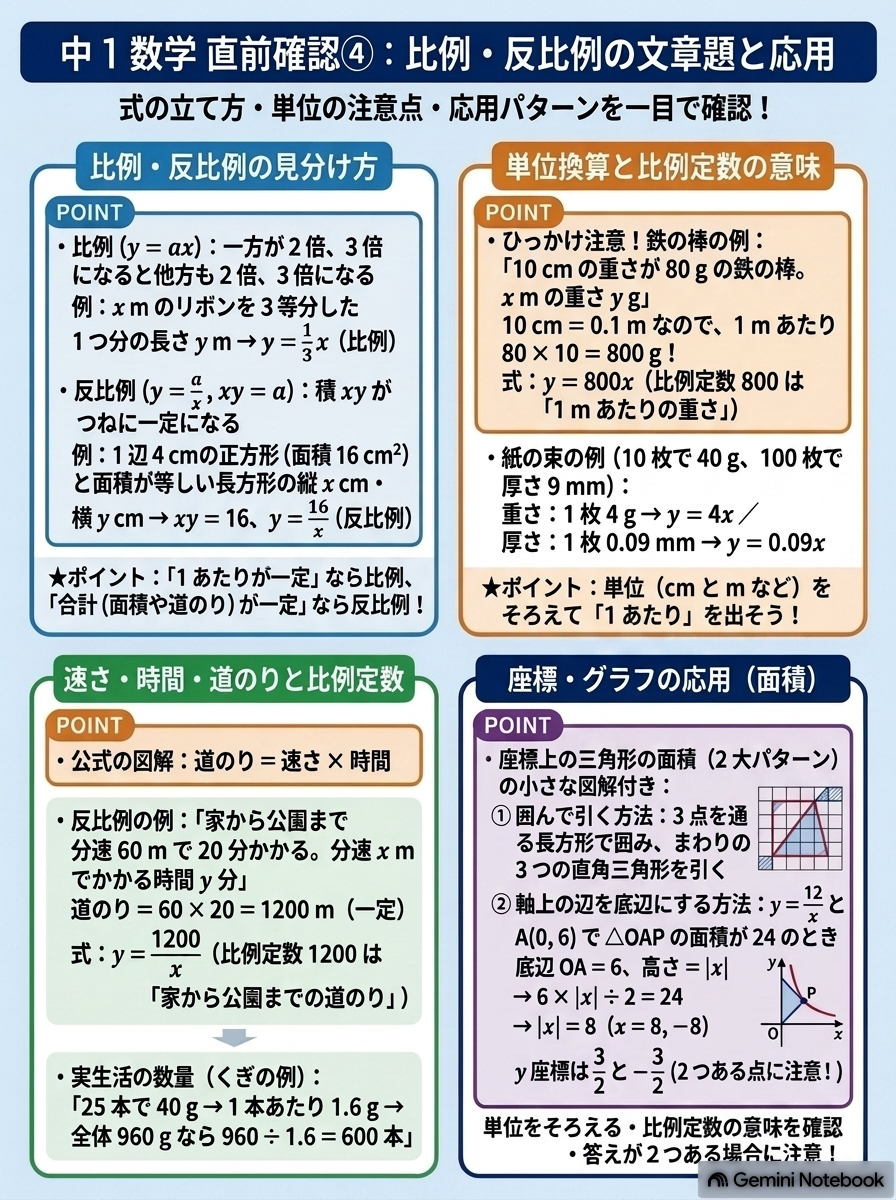 中1数学 直前確認④：比例・反比例の文章題と応用
式の立て方・単位の注意点・応用パターンを一目で確認！
比例・反比例の見分け方
POINT
・比例 (y = ax)：一方が2倍、3倍
になると他方も2倍、3倍になる
例：x m のリボンを3等分した
1つ分の長さ y m → y = 1/3 x（比例）
・反比例 (y = a/x, xy = a)：積 xy が
つねに一定になる
例：1辺4 cmの正方形 (面積16 cm²)
と面積が等しい長方形の縦 x cm・
横 y cm → xy = 16、y = 16/x (反比例)
★ポイント：「1あたりが一定」なら比例、
「合計 (面積や道のり) が一定」なら反比例！
単位換算と比例定数の意味
POINT
・ひっかけ注意！鉄の棒の例：
「10 cm の重さが 80 g の鉄の棒。
x m の重さ y g」
10 cm = 0.1 m なので、1 m あたり
80 × 10 = 800 g！
式：y = 800x（比例定数 800 は
「1 m あたりの重さ」）
・紙の束の例（10枚で40 g、100枚で
厚さ 9 mm）：
重さ：1枚 4 g → y = 4x ／
厚さ：1枚 0.09 mm → y = 0.09x
★ポイント：単位（cm と m など）を
そろえて「1あたり」を出そう！
速さ・時間・道のりと比例定数
POINT
・公式の図解：道のり = 速さ × 時間
・反比例の例：「家から公園まで
分速 60 m で 20 分かかる。分速 x m
でかかる時間 y 分」
道のり = 60 × 20 = 1200 m（一定）
式：y = 1200/x（比例定数 1200 は
「家から公園までの道のり」）
・実生活の数量（くぎの例）：
「25本で40 g → 1本あたり 1.6 g →
全体 960 g なら 960 ÷ 1.6 = 600 本」
座標・グラフの応用（面積）
POINT
・座標上の三角形の面積（2大パターン）
の小さな図解付き：
① 囲んで引く方法：3点を通
る長方形で囲み、まわりの
3つの直角三角形を引く
② 軸上の辺を底辺にする方法：y = 12/x と
A(0, 6) で △OAP の面積が 24 のとき
底辺 OA = 6、高さ = |x|
→ 6 × |x| ÷ 2 = 24
→ |x| = 8（x = 8, −8）
y 座標は 3/2 と −3/2 (2つある点に注意！)
y
P
O
x
単位をそろえる・比例定数の意味を確認
・答えが2つある場合に注意！
Gemini Notebook